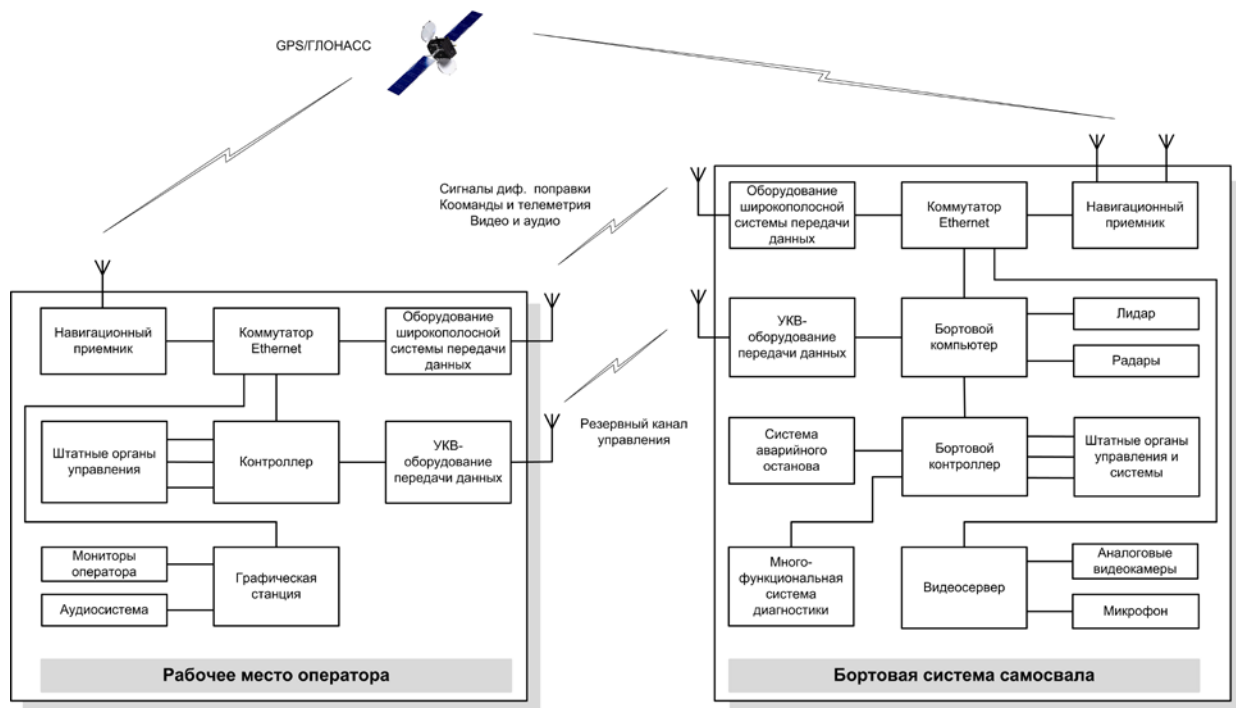 GPS/ГЛОНАСС
Сигналы диф. поправки
Кооманды и телеметрия
Видео и аудио
Резервный канал
управления
Навигационный
приемник
Коммутатор
Ethernet
Оборудование
широкополосной
системы передачи
данных
Штатные органы
управления
Контроллер
УКВ-
оборудование
передачи данных
Мониторы
оператора
Аудиосистема
Графическая
станция
Рабочее место оператора
Оборудование
широкополосной
системы передачи
данных
Коммутатор
Ethernet
Навигационный
приемник
УКВ-
оборудование
передачи данных
Бортовой
компьютер
Лидар
Радары
Система
аварийного
останова
Бортовой
контроллер
Штатные органы
управления и
системы
Много-
функциональная
система
диагностики
Видеосервер
Аналоговые
видеокамеры
Микрофон
Бортовая система самосвала